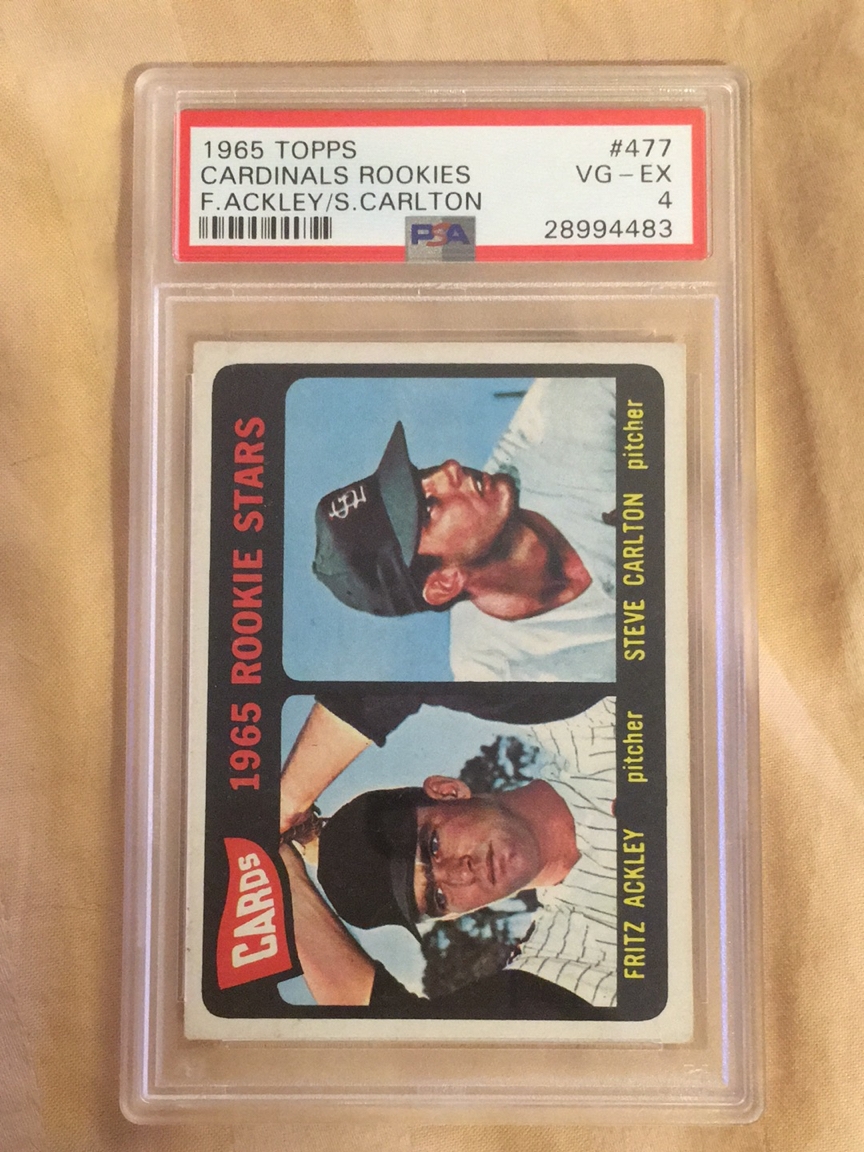 1965 TOPPS #477
CARDINALS ROOKIES VG-EX
F.ACKLEY/S.CARLTON 4
PSA 28994483
1965 ROOKIE STARS
CARDS
STL
FRITZ ACKLEY pitcher STEVE CARLTON pitcher